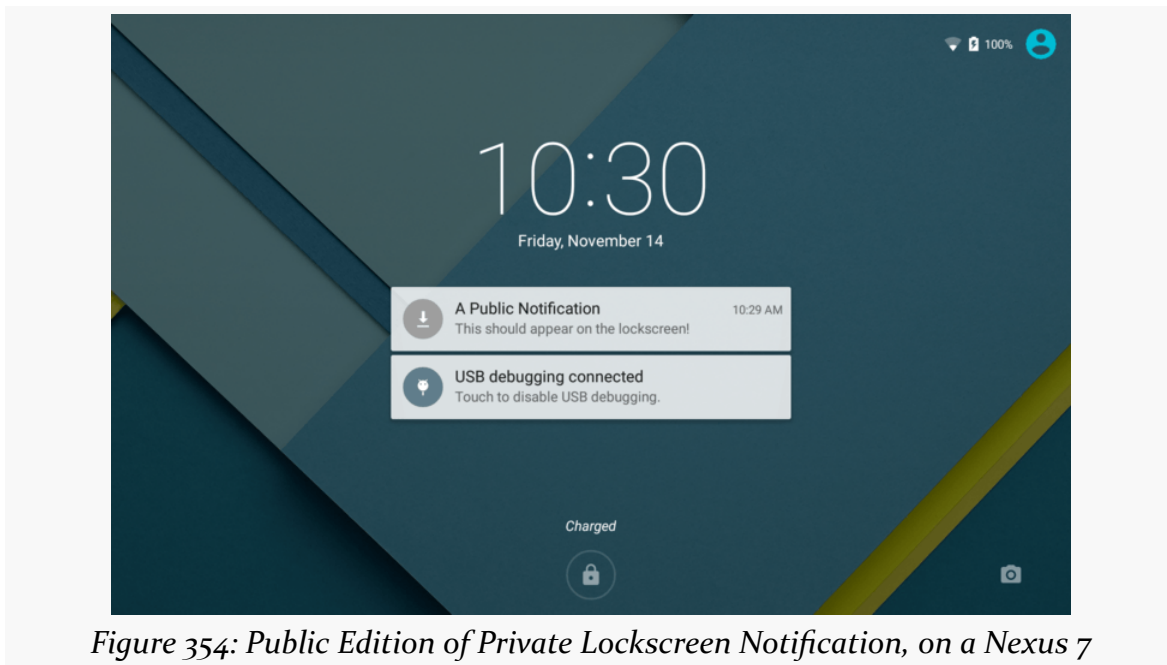 100%
10:30
Friday, November 14
A Public Notification 10:29 AM
This should appear on the lockscreen!
USB debugging connected
Touch to disable USB debugging.
Charged
Figure 354: Public Edition of Private Lockscreen Notification, on a Nexus 7